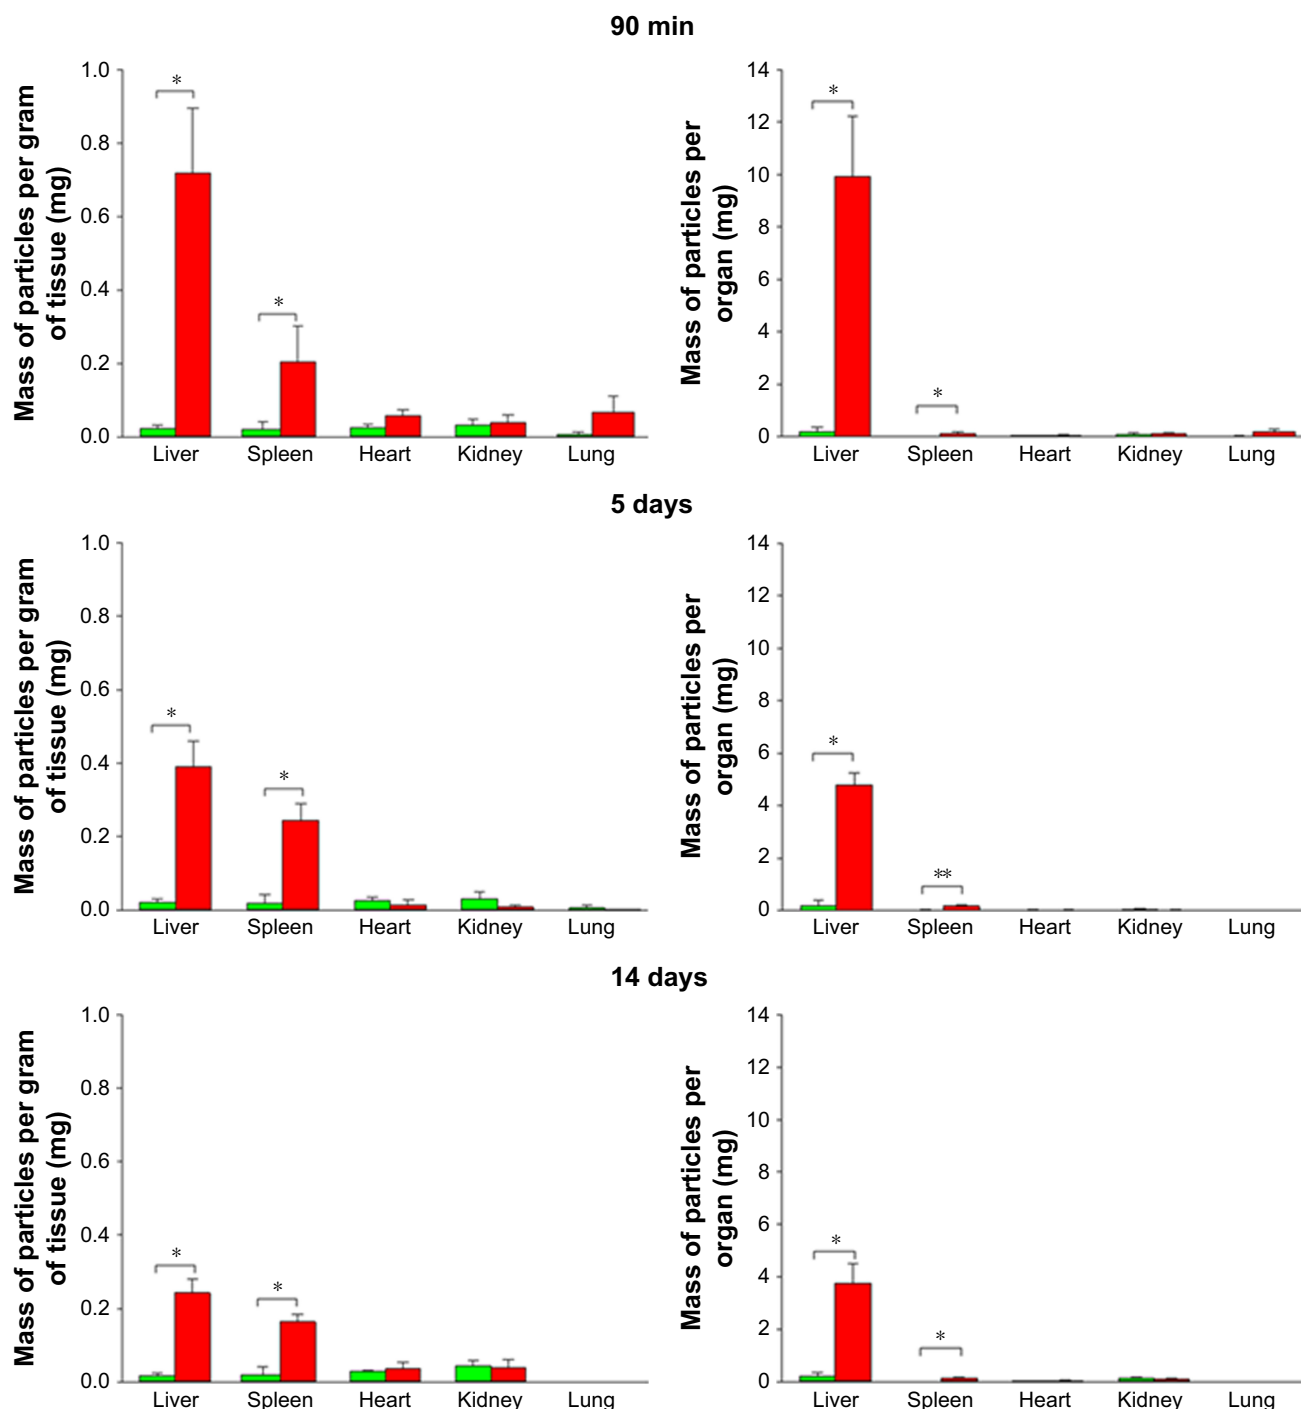 90 min
Mass of particles per gram
of tissue (mg)
1.0
0.8
0.6
0.4
0.2
0.0
*
*
Liver Spleen Heart Kidney Lung
Mass of particles per
organ (mg)
14
12
10
8
6
4
2
0
*
*
Liver Spleen Heart Kidney Lung
5 days
Mass of particles per gram
of tissue (mg)
1.0
0.8
0.6
0.4
0.2
0.0
*
*
Liver Spleen Heart Kidney Lung
Mass of particles per
organ (mg)
14
12
10
8
6
4
2
0
*
**
Liver Spleen Heart Kidney Lung
14 days
Mass of particles per gram
of tissue (mg)
1.0
0.8
0.6
0.4
0.2
0.0
*
*
Liver Spleen Heart Kidney Lung
Mass of particles per
organ (mg)
14
12
10
8
6
4
2
0
*
*
Liver Spleen Heart Kidney Lung